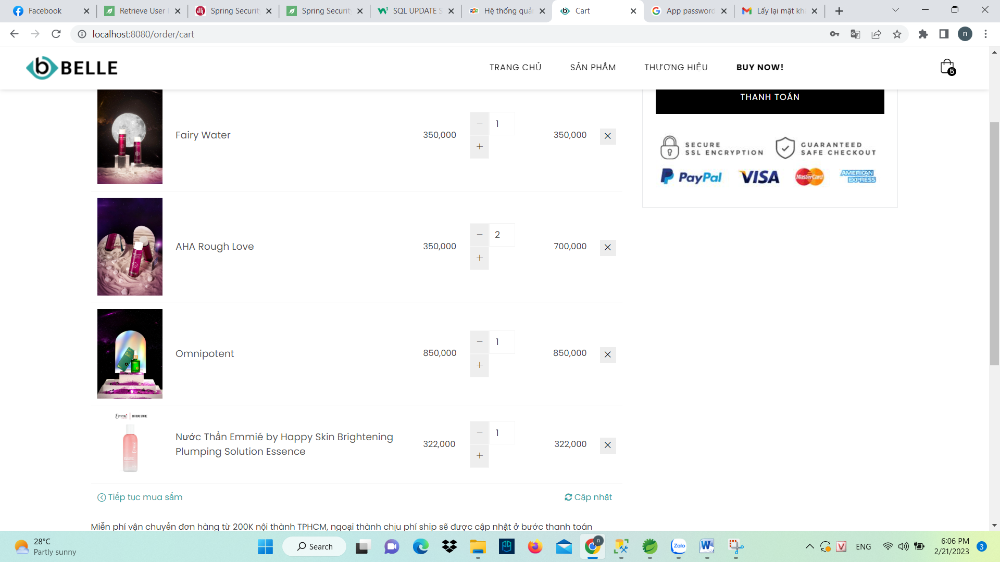 Facebook
Retrieve User
Spring Security
Spring Security
SQL UPDATE S
Hệ thống quản
Cart
App password
Lấy lại mật kh
localhost:8080/order/cart
n
b BELLE
TRANG CHỦ
SẢN PHẨM
THƯƠNG HIỆU
BUY NOW!
5
THANH TOÁN
SECURE
SSL ENCRYPTION
GUARANTEED
SAFE CHECKOUT
PayPal
VISA
MasterCard
AMERICAN
EXPRESS
Fairy Water
350,000
1
350,000
AHA Rough Love
350,000
2
700,000
Omnipotent
850,000
1
850,000
OFFICAL STORE
Nước Thần Emmié by Happy Skin Brightening
Plumping Solution Essence
322,000
1
322,000
Tiếp tục mua sắm
Cập nhật
Miễn phí vận chuyển đơn hàng từ 200K nội thành TPHCM, ngoại thành chịu phí ship sẽ được cập nhật ở bước thanh toán
28°C
Partly sunny
Search
n
Zalo
W
V
ENG
6:06 PM
2/21/2023
3